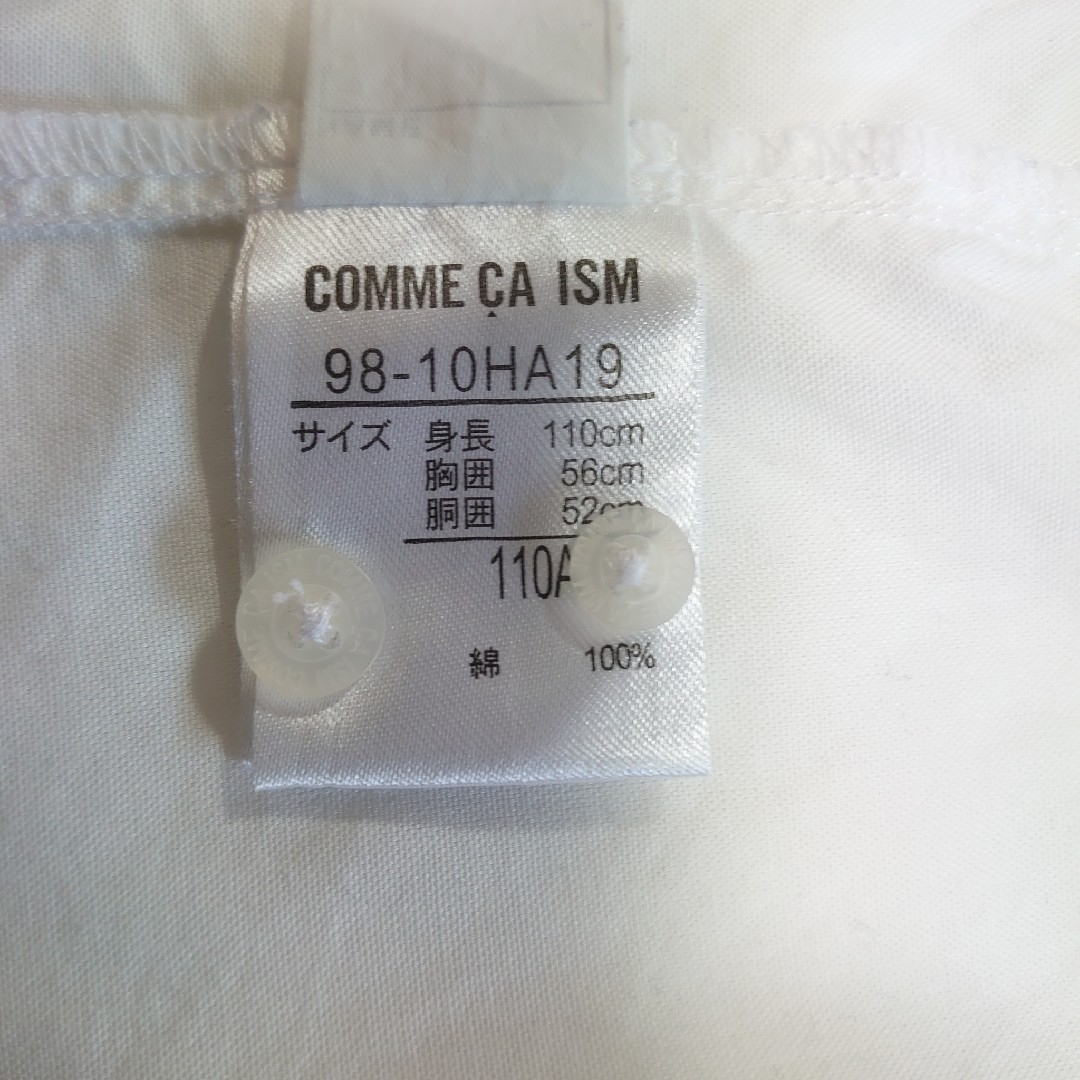 COMME ÇA ISM
98-10HA19
サイズ 身長 110cm
胸囲 56cm
胴囲 52cm
110A
綿 100%